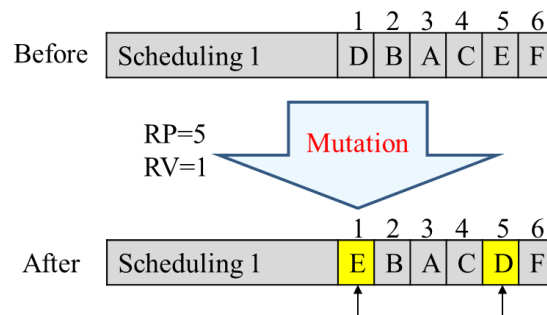 1 2 3 4 5 6
Before Scheduling 1 D B A C E F
RP=5
RV=1
Mutation
1 2 3 4 5 6
After Scheduling 1 E B A C D F